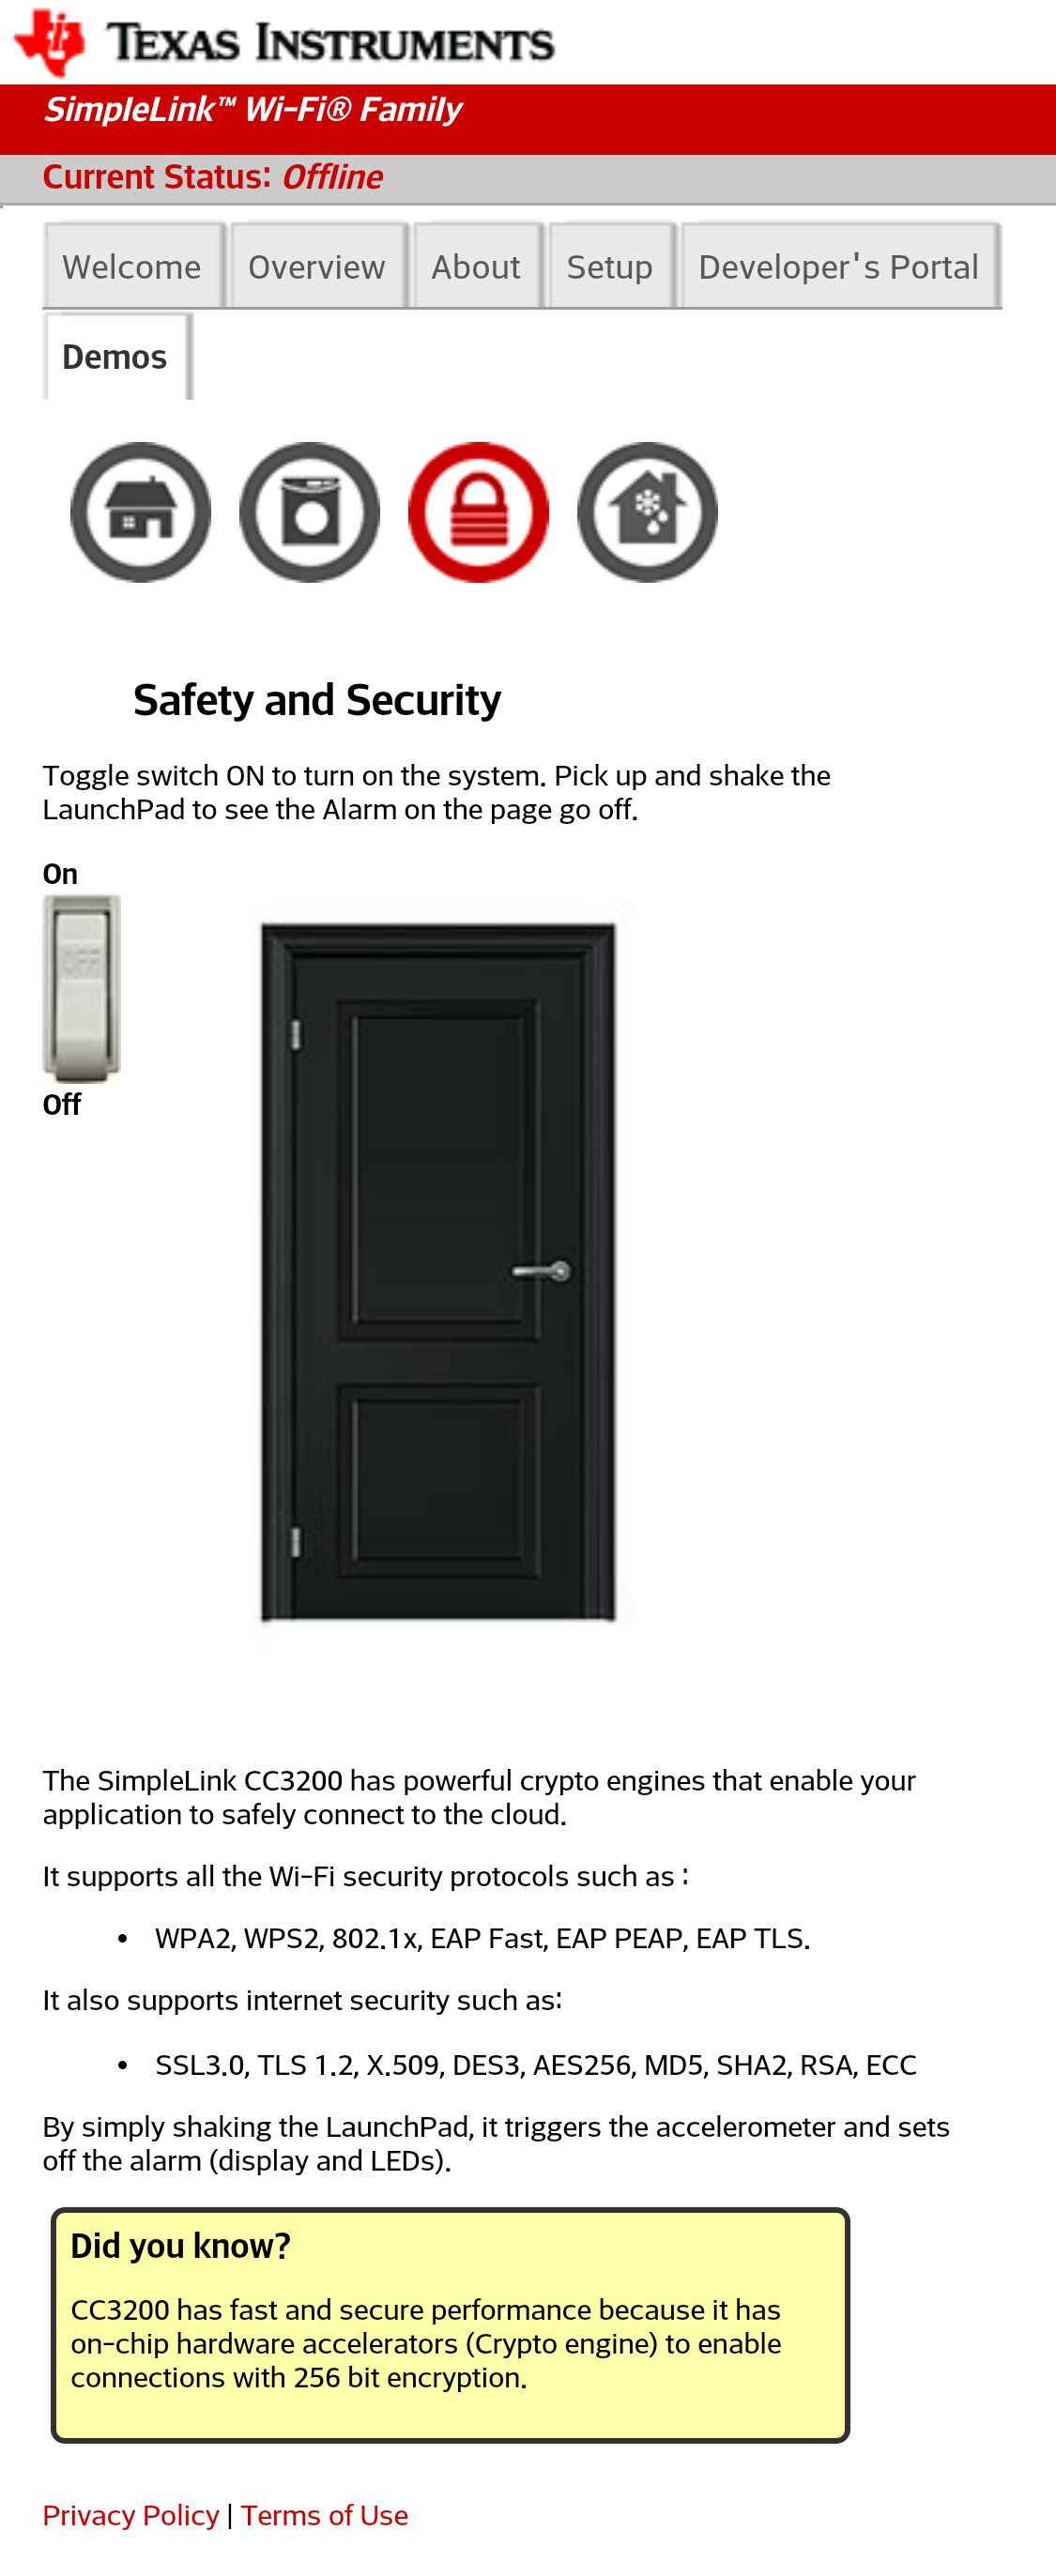 TEXAS INSTRUMENTS
SimpleLink™ Wi-Fi® Family
Current Status: Offline
Welcome Overview About Setup Developer's Portal
Demos
Safety and Security
Toggle switch ON to turn on the system. Pick up and shake the
LaunchPad to see the Alarm on the page go off.
On
OFF
Off
The SimpleLink CC3200 has powerful crypto engines that enable your
application to safely connect to the cloud.
It supports all the Wi-Fi security protocols such as :
• WPA2, WPS2, 802.1x, EAP Fast, EAP PEAP, EAP TLS.
It also supports internet security such as:
• SSL3.0, TLS 1.2, X.509, DES3, AES256, MD5, SHA2, RSA, ECC
By simply shaking the LaunchPad, it triggers the accelerometer and sets
off the alarm (display and LEDs).
Did you know?
CC3200 has fast and secure performance because it has
on-chip hardware accelerators (Crypto engine) to enable
connections with 256 bit encryption.
Privacy Policy | Terms of Use